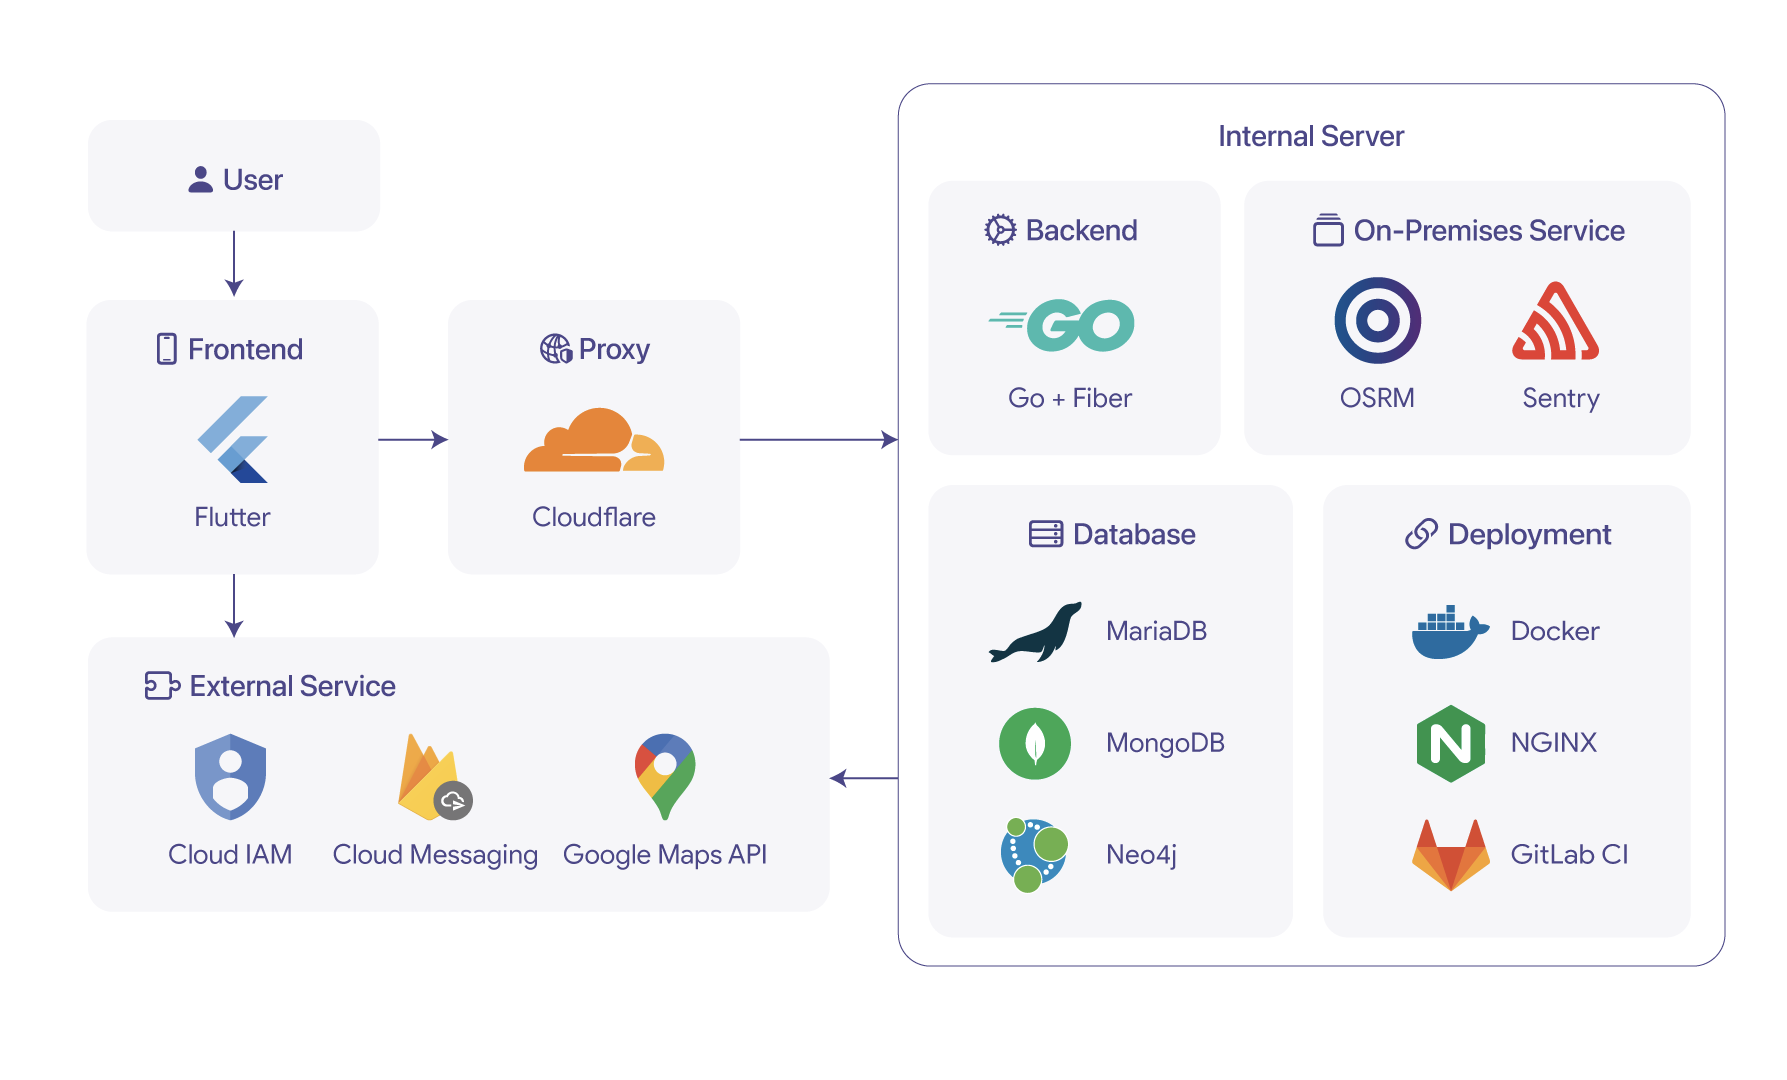 User
Frontend
Flutter
Proxy
Cloudflare
External Service
Cloud IAM
Cloud Messaging
Google Maps API
Internal Server
Backend
GO
Go + Fiber
On-Premises Service
OSRM
Sentry
Database
MariaDB
MongoDB
Neo4j
Deployment
Docker
N
NGINX
GitLab CI